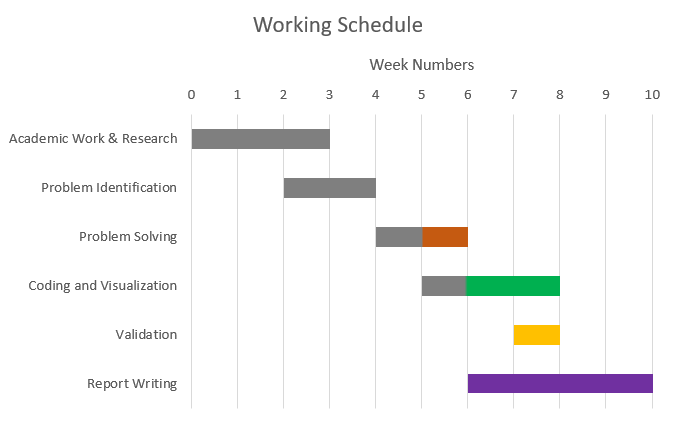 Working Schedule
Week Numbers
0 1 2 3 4 5 6 7 8 9 10
Academic Work & Research
Problem Identification
Problem Solving
Coding and Visualization
Validation
Report Writing